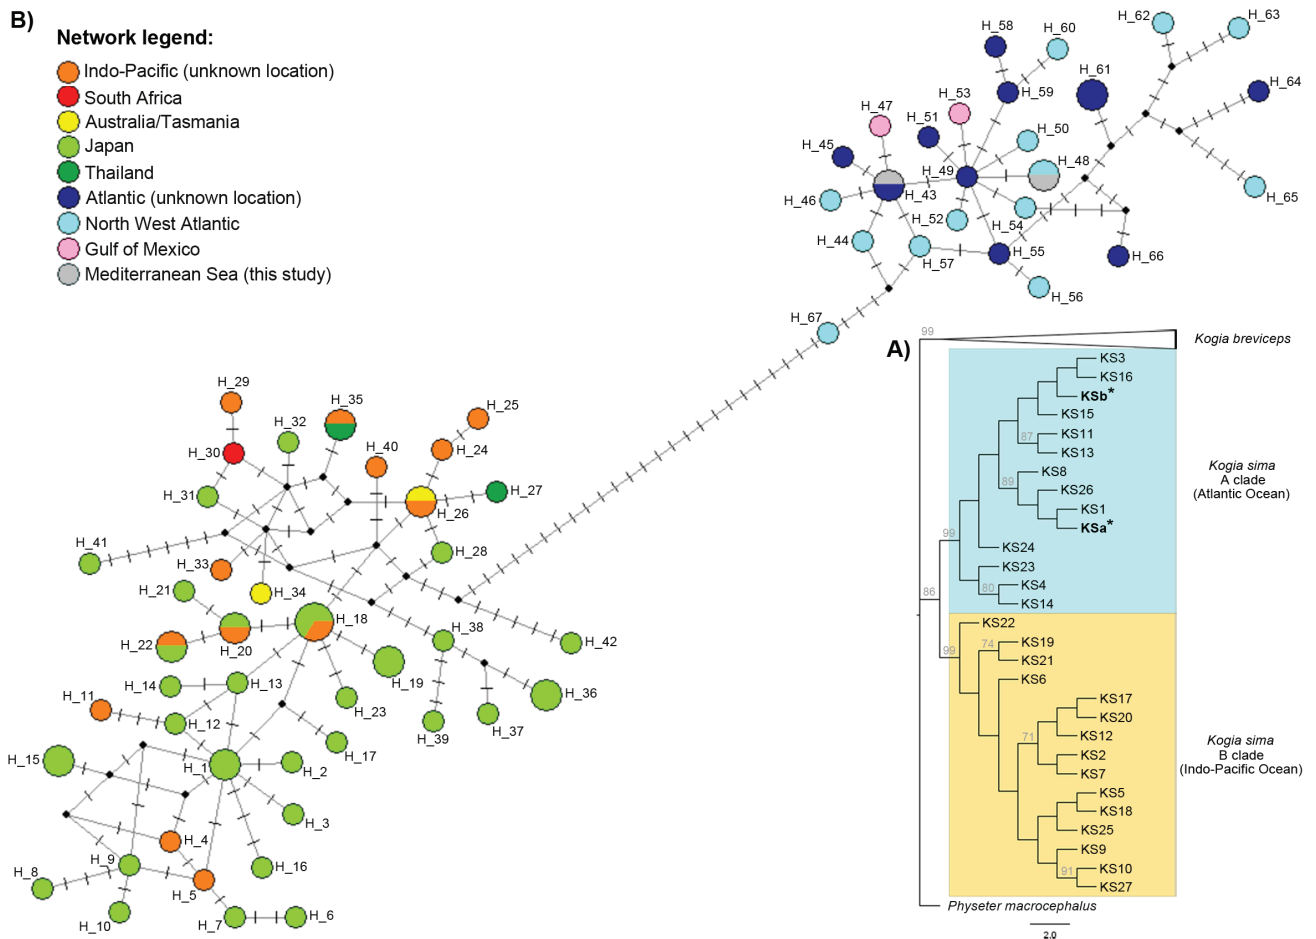 B)
Network legend:
Indo-Pacific (unknown location)
South Africa
Australia/Tasmania
Japan
Thailand
Atlantic (unknown location)
North West Atlantic
Gulf of Mexico
Mediterranean Sea (this study)
H_62
H_63
H_58
H_60
H_61
H_64
H_59
H_53
H_47
H_51
H_50
H_45
H_49
H_48
H_43
H_46
H_52
H_54
H_65
H_44
H_57
H_55
H_66
H_56
H_67
H_29
H_35
H_25
H_32
H_40
H_24
H_30
H_31
H_27
H_26
H_41
H_28
H_33
H_34
H_21
H_18
H_38
H_42
H_22
H_20
H_19
H_14
H_13
H_36
H_11
H_23
H_12
H_37
H_39
H_17
H_15
H_1
H_2
H_3
H_4
H_16
H_9
H_8
H_5
H_10
H_7
H_6
A)
99
Kogia breviceps
KS3
KS16
KSb*
KS15
87
KS11
KS13
KS8
89
KS26
KS1
KSa*
99
KS24
KS23
80
KS4
KS14
Kogia sima
A clade
(Atlantic Ocean)
86
KS22
99
74
KS19
KS21
KS6
KS17
KS20
71
KS12
KS2
KS7
KS5
KS18
KS25
KS9
91
KS10
KS27
Kogia sima
B clade
(Indo-Pacific Ocean)
Physeter macrocephalus
2.0